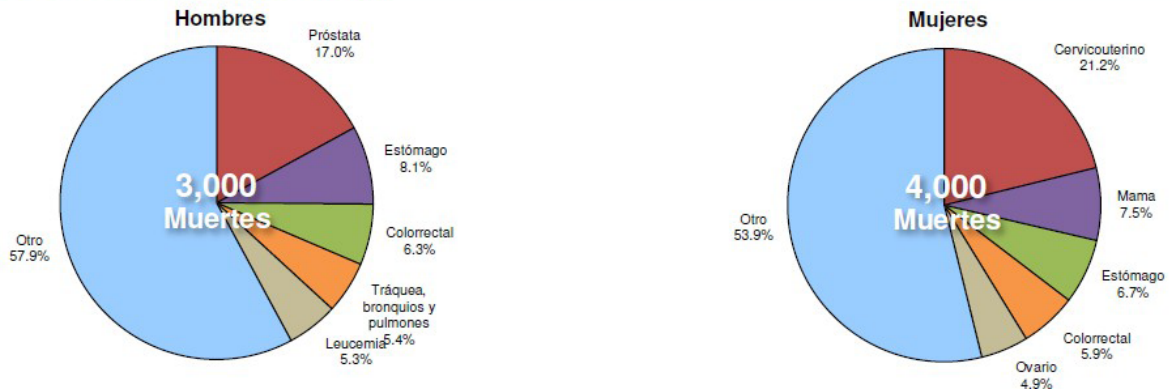 Hombres
Próstata
17.0%
Estómago
8.1%
Colorrectal
6.3%
Tráquea,
bronquios y
pulmones
5.4%
Leucemia
5.3%
Otro
57.9%
3,000
Muertes
Mujeres
Cervicouterino
21.2%
Mama
7.5%
Estómago
6.7%
Colorrectal
5.9%
Ovario
4.9%
Otro
53.9%
4,000
Muertes